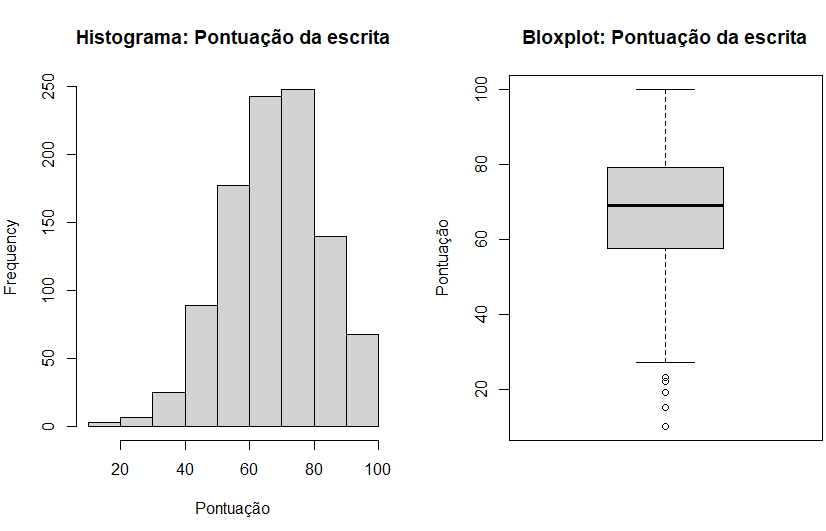 Histograma: Pontuação da escrita
Frequency
250
200
150
100
50
0
20 40 60 80 100
Pontuação
Bloxplot: Pontuação da escrita
Pontuação
100
80
60
40
20